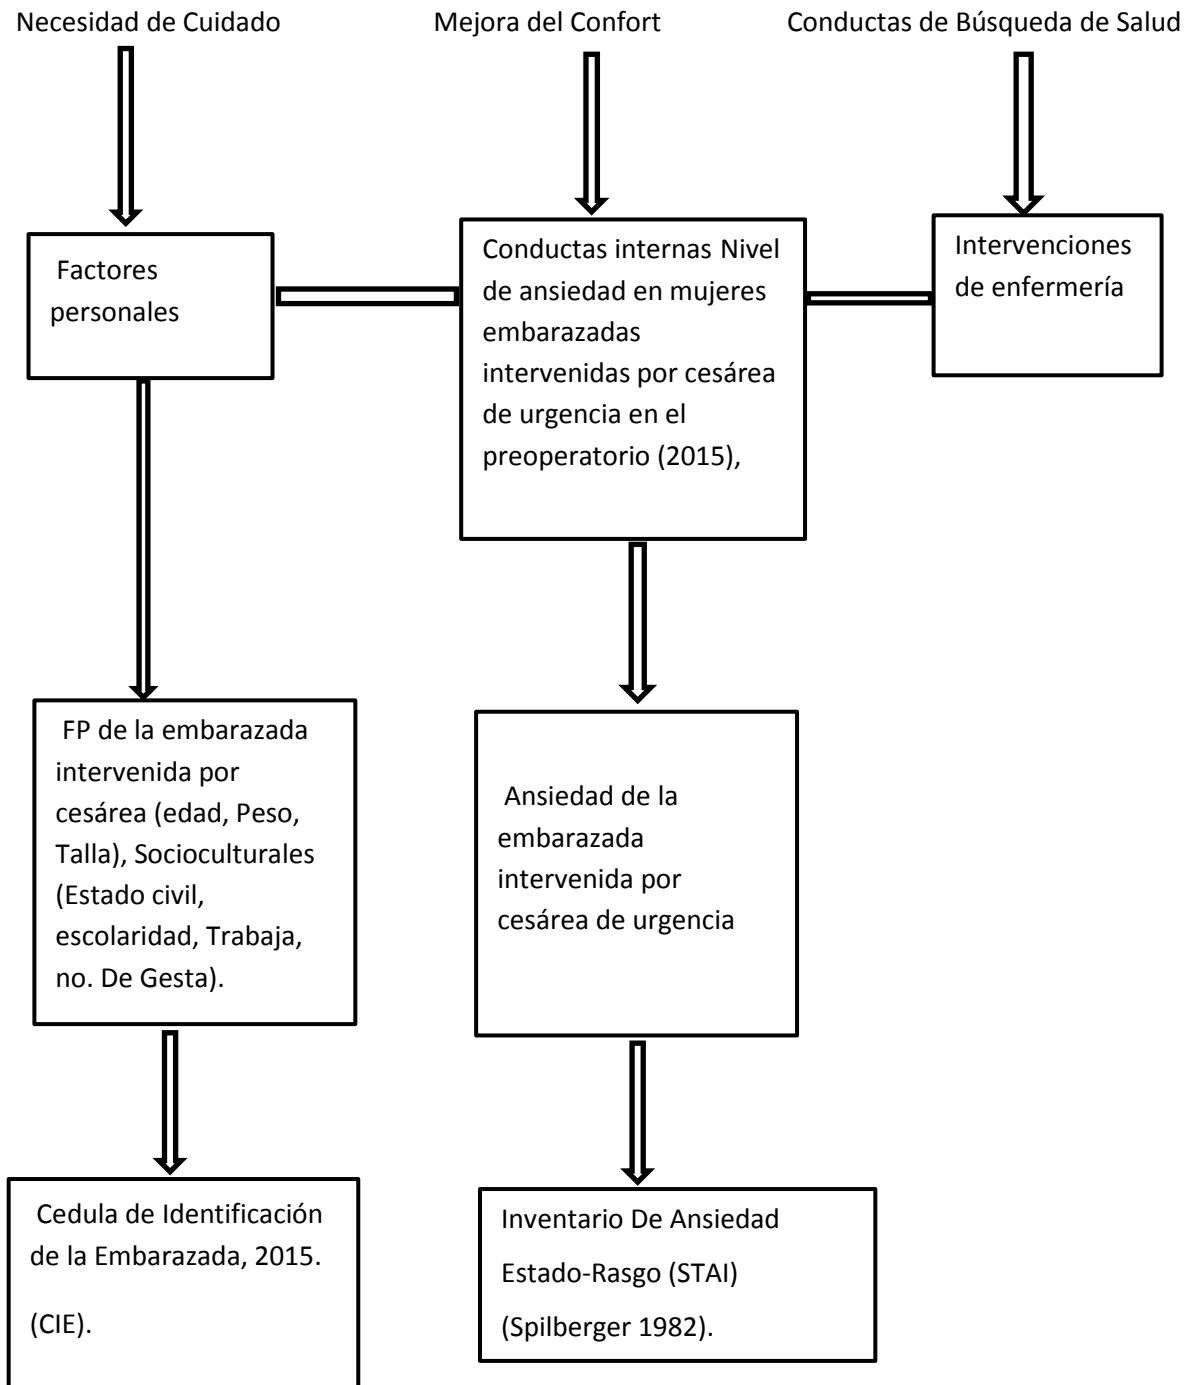 Necesidad de Cuidado
Mejora del Confort
Conductas de Búsqueda de Salud
Factores
personales
Conductas internas Nivel
de ansiedad en mujeres
embarazadas
intervenidas por cesárea
de urgencia en el
preoperatorio (2015),
Intervenciones
de enfermería
FP de la embarazada
intervenida por
cesárea (edad, Peso,
Talla), Socioculturales
(Estado civil,
escolaridad, Trabaja,
no. De Gesta).
Ansiedad de la
embarazada
intervenida por
cesárea de urgencia
Cedula de Identificación
de la Embarazada, 2015.
(CIE).
Inventario De Ansiedad
Estado-Rasgo (STAI)
(Spilberger 1982).